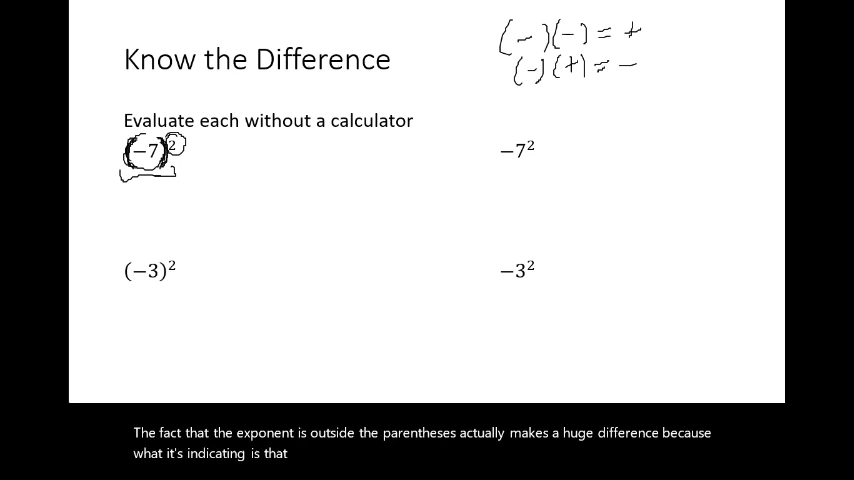 (-)(-) = +
Know the Difference
(-)(+) = -
Evaluate each without a calculator
(−7)² −7²
(−3)² −3²
The fact that the exponent is outside the parentheses actually makes a huge difference because
what it's indicating is that